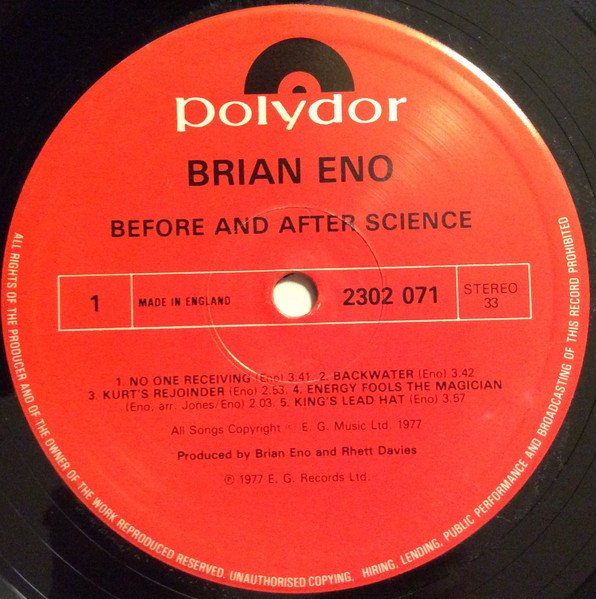 polydor
BRIAN ENO
BEFORE AND AFTER SCIENCE
1 MADE IN ENGLAND 2302 071 STEREO
33
1. NO ONE RECEIVING (Eno) 3.41. 2. BACKWATER (Eno) 3.42
3. KURT'S REJOINDER (Eno) 2.53. 4. ENERGY FOOLS THE MAGICIAN
(Eno, arr. Jones/Eno) 2.03. 5. KING'S LEAD HAT (Eno) 3.57
All Songs Copyright © E. G. Music Ltd. 1977
Produced by Brian Eno and Rhett Davies
℗ 1977 E. G. Records Ltd.
ALL RIGHTS OF THE PRODUCER AND OF THE OWNER OF THE WORK REPRODUCED RESERVED. UNAUTHORISED COPYING, HIRING, LENDING, PUBLIC PERFORMANCE AND BROADCASTING OF THIS RECORD PROHIBITED